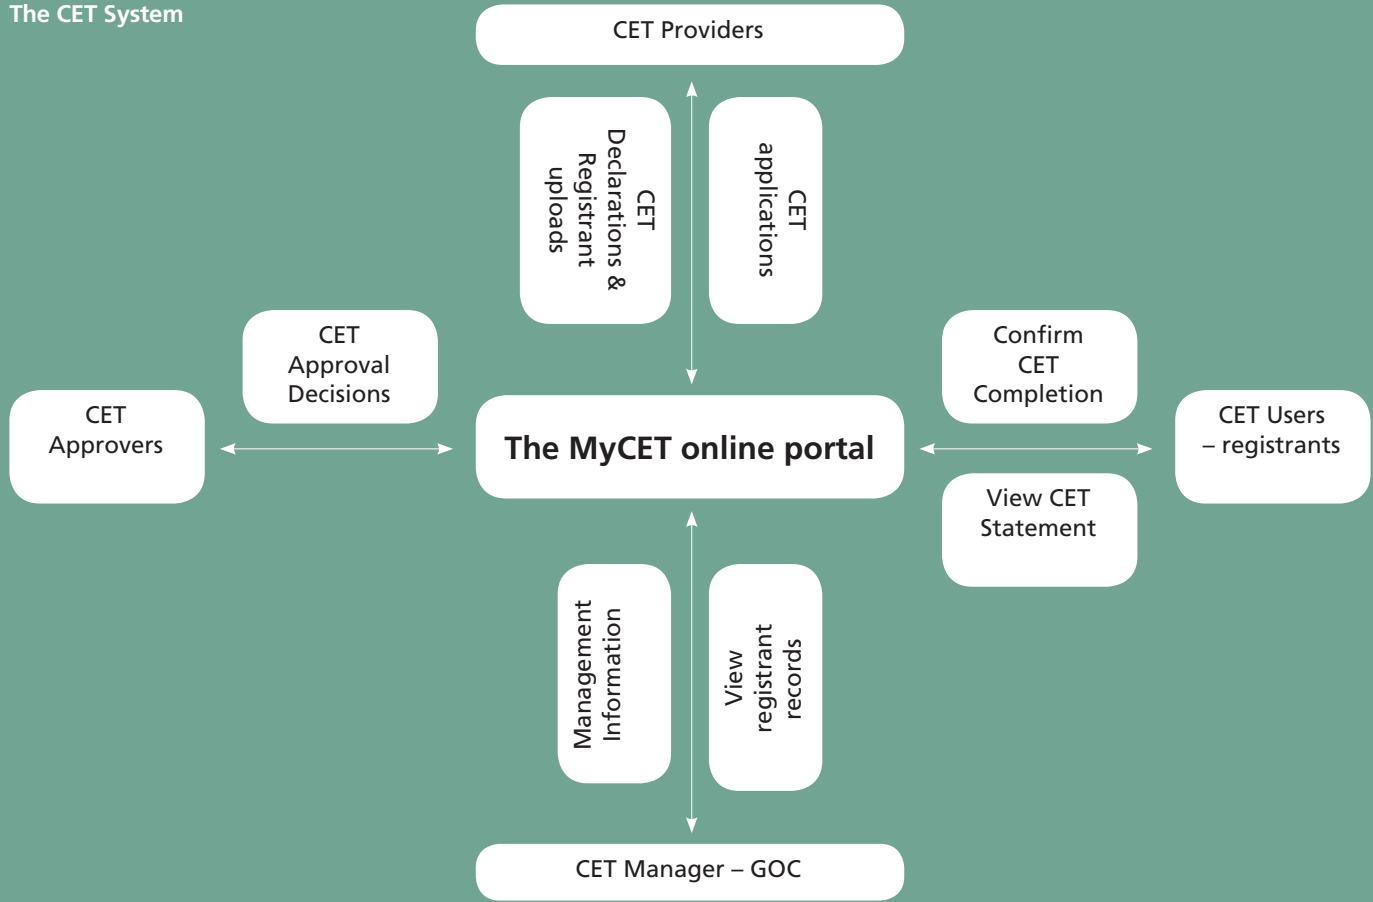 The CET System
CET Providers
CET
Declarations &
Registrant
uploads
CET
applications
CET
Approval
Decisions
Confirm
CET
Completion
CET
Approvers
The MyCET online portal
CET Users
– registrants
View CET
Statement
Management
Information
View
registrant
records
CET Manager – GOC